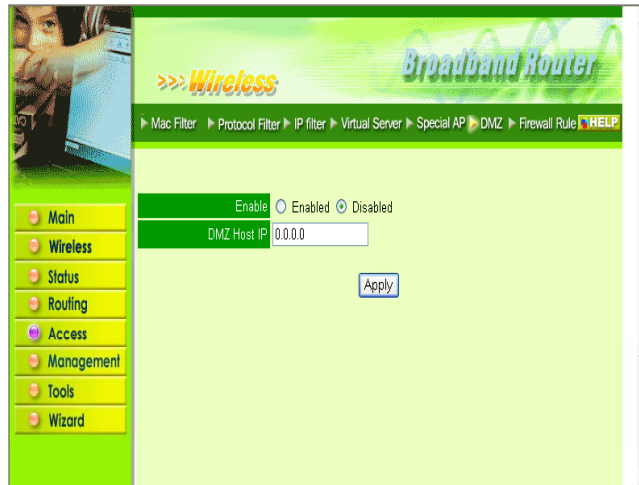 Broadband Router
>>> Wireless
Mac Filter Protocol Filter IP filter Virtual Server Special AP DMZ Firewall Rule HELP
Enable Enabled Disabled
DMZ Host IP 0.0.0.0
Apply
Main
Wireless
Status
Routing
Access
Management
Tools
Wizard